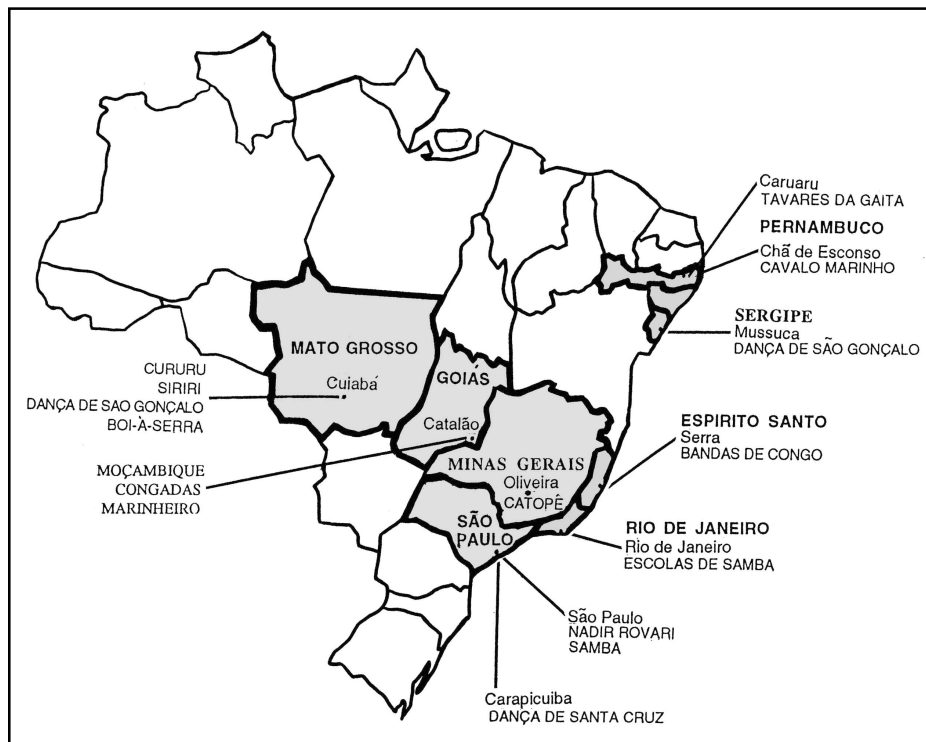 Caruaru
TAVARES DA GAITA
PERNAMBUCO
Chã de Esconso
CAVALO MARINHO
SERGIPE
Mussuca
DANÇA DE SÃO GONÇALO
MATO GROSSO
Cuiabá
CURURU
SIRIRI
DANÇA DE SAO GONÇALO
BOI-À-SERRA
GOIÁS
Catalão
MOÇAMBIQUE
CONGADAS
MARINHEIRO
MINAS GERAIS
Oliveira
CATOPÊ
ESPIRITO SANTO
Serra
BANDAS DE CONGO
RIO DE JANEIRO
Rio de Janeiro
ESCOLAS DE SAMBA
SÃO
PAULO
São Paulo
NADIR ROVARI
SAMBA
Carapicuiba
DANÇA DE SANTA CRUZ